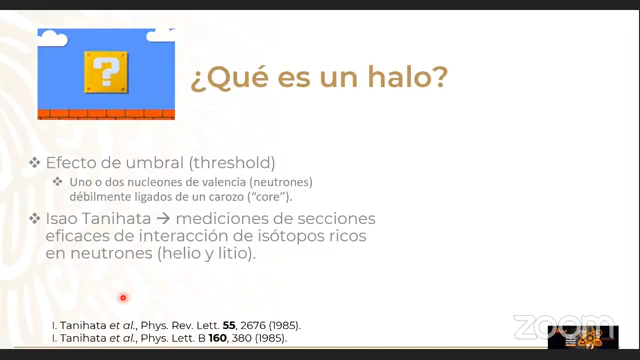 ?
¿Qué es un halo?
❖ Efecto de umbral (threshold)
❖ Uno o dos nucleones de valencia (neutrones)
débilmente ligados de un carozo (“core”).
❖ Isao Tanihata → mediciones de secciones
eficaces de interacción de isótopos ricos
en neutrones (helio y litio).
I. Tanihata et al., Phys. Rev. Lett. 55, 2676 (1985).
I. Tanihata et al., Phys. Lett. B 160, 380 (1985).
zoom